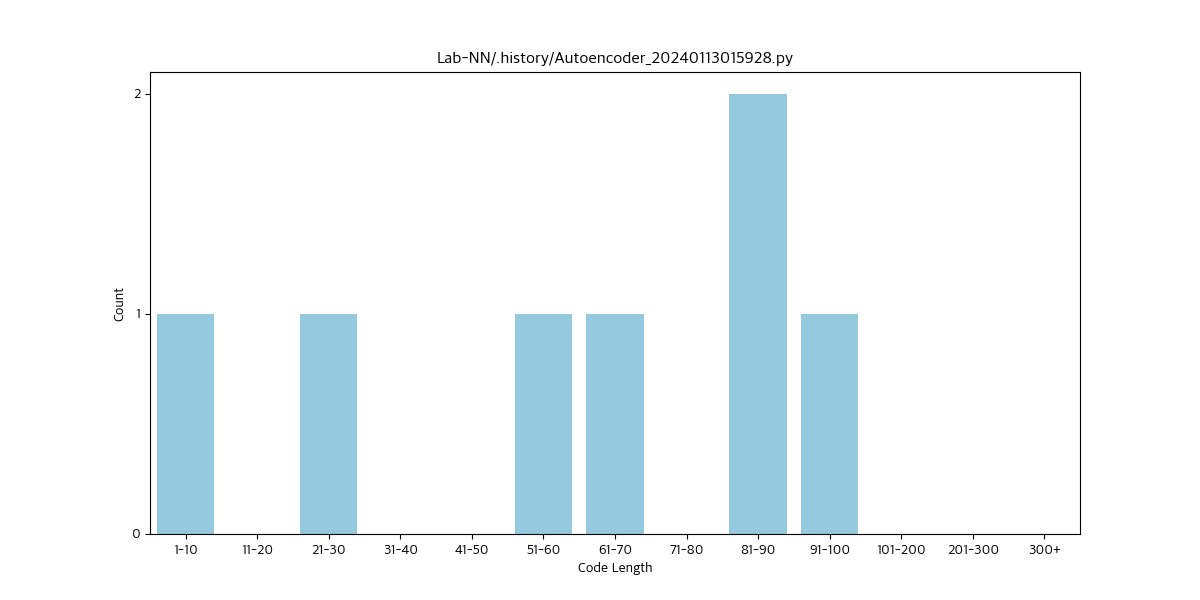 Lab-NN/.history/Autoencoder_20240113015928.py
2
1
0
Count
1-10 11-20 21-30 31-40 41-50 51-60 61-70 71-80 81-90 91-100 101-200 201-300 300+
Code Length